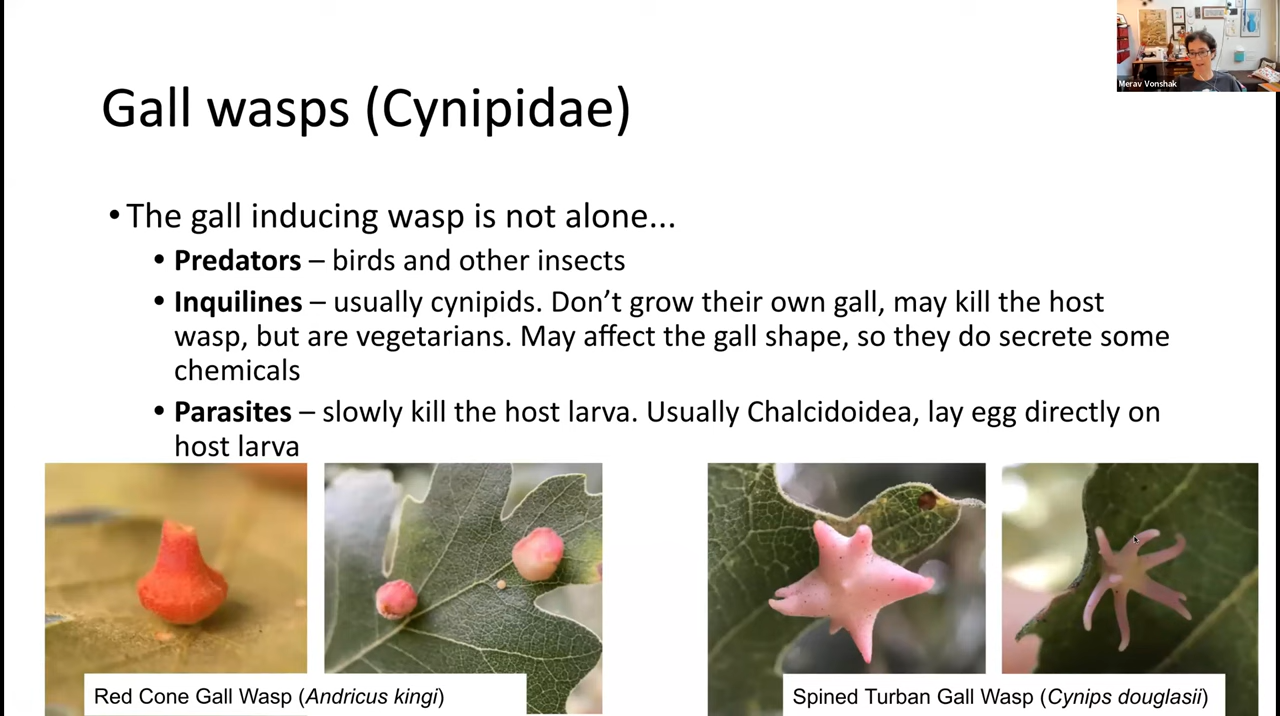 Merav Vonshak
Gall wasps (Cynipidae)
• The gall inducing wasp is not alone...
• Predators – birds and other insects
• Inquilines – usually cynipids. Don’t grow their own gall, may kill the host
wasp, but are vegetarians. May affect the gall shape, so they do secrete some
chemicals
• Parasites – slowly kill the host larva. Usually Chalcidoidea, lay egg directly on
host larva
Red Cone Gall Wasp (Andricus kingi)
Spined Turban Gall Wasp (Cynips douglasii)